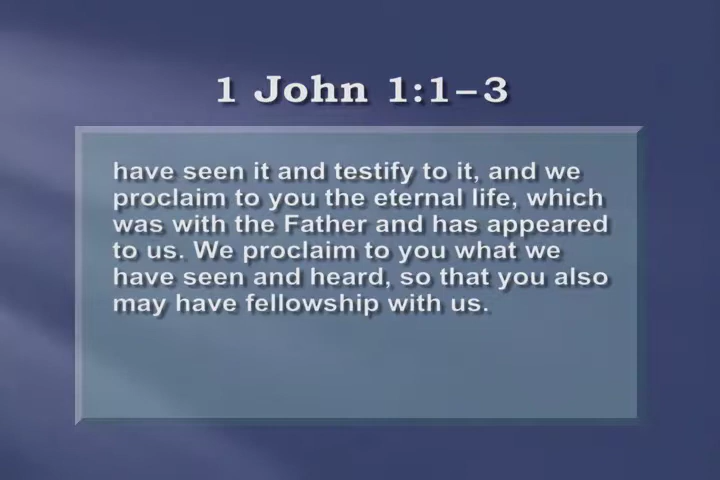 1 John 1:1–3
have seen it and testify to it, and we
proclaim to you the eternal life, which
was with the Father and has appeared
to us. We proclaim to you what we
have seen and heard, so that you also
may have fellowship with us.